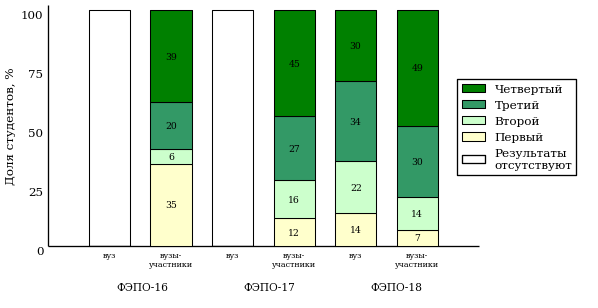 100
75
50
25
0
Доля студентов, %
39
20
6
35
45
27
16
12
30
34
22
14
49
30
14
7
вуз
вузы-
участники
вуз
вузы-
участники
вуз
вузы-
участники
ФЭПО-16
ФЭПО-17
ФЭПО-18
Четвертый
Третий
Второй
Первый
Результаты
отсутствуют